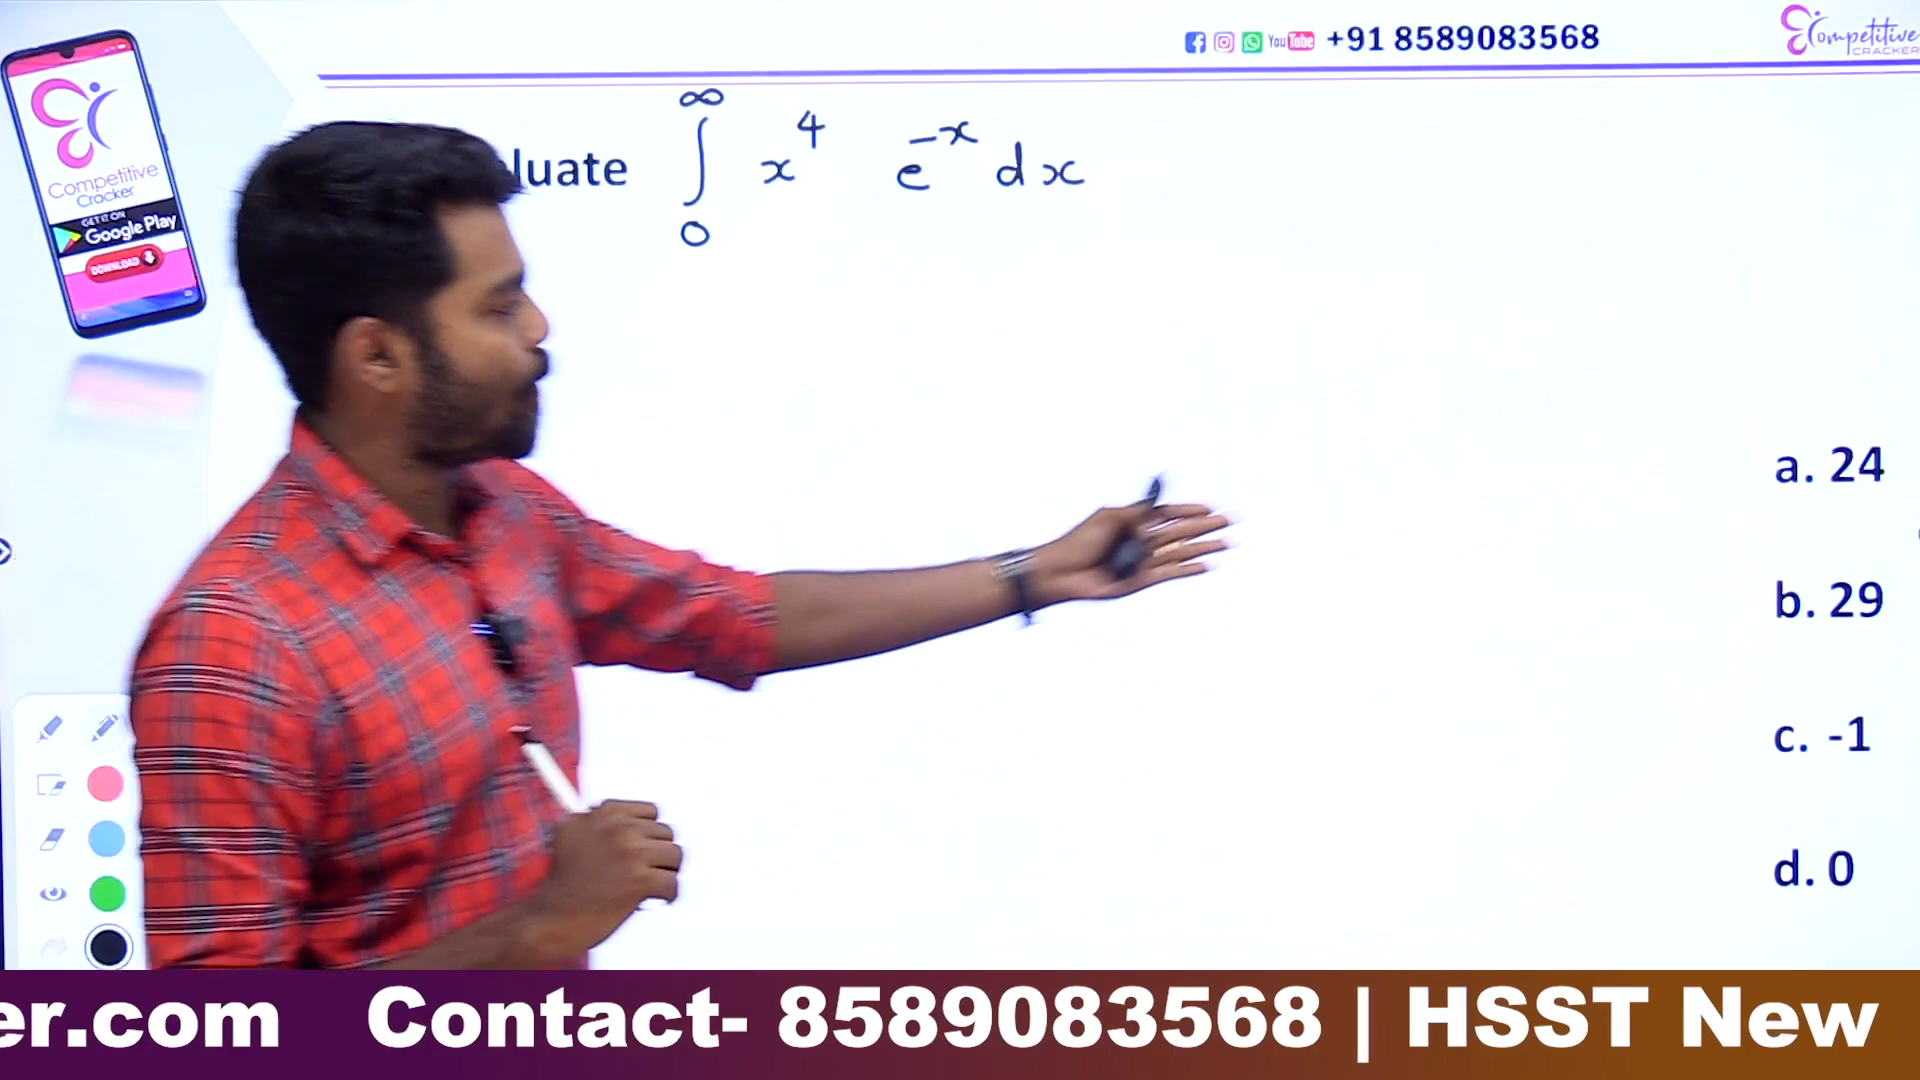 YouTube +91 8589083568
Competitive
CRACKER
Competitive
Cracker
GET IT ON
Google Play
DOWNLOAD
luate ∫₀^∞ x⁴ e⁻ˣ dx
a. 24
b. 29
c. -1
d. 0
er.com Contact- 8589083568 | HSST New